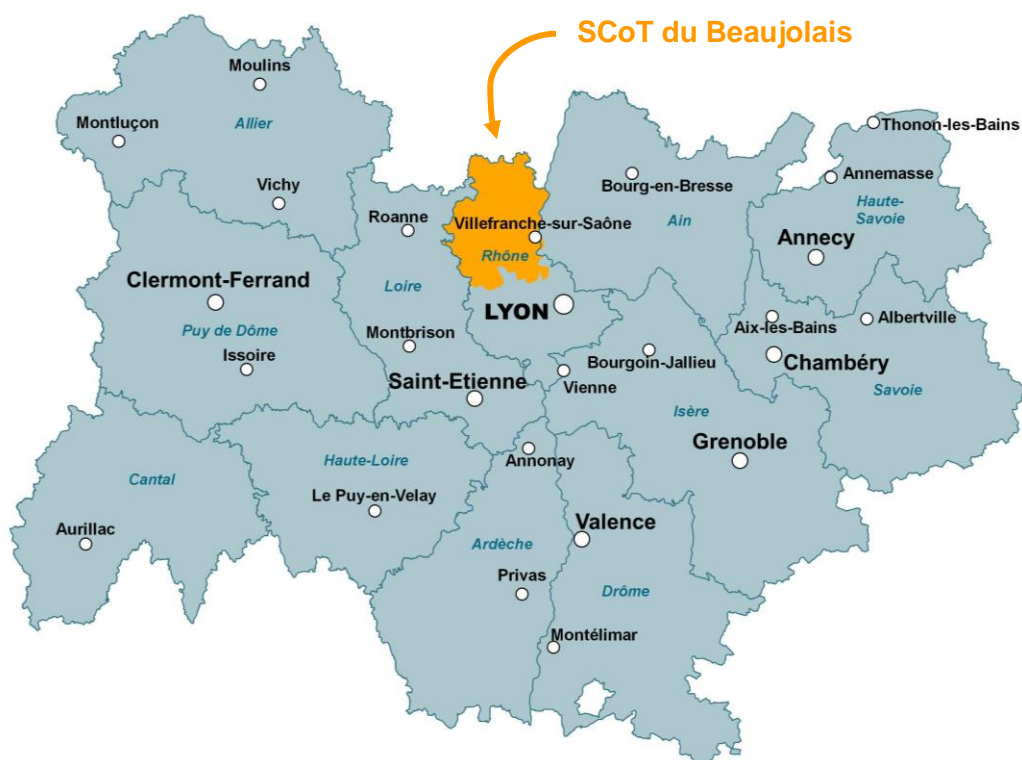 SCoT du Beaujolais
Moulins
Montluçon
Allier
Thonon-les-Bains
Vichy
Bourg-en-Bresse
Annemasse
Haute-
Savoie
Roanne
Villefranche-sur-Saône
Ain
Annecy
Rhône
Clermont-Ferrand
Loire
LYON
Puy de Dôme
Montbrison
Aix-les-Bains
Albertville
Issoire
Bourgoin-Jallieu
Chambéry
Saint-Etienne
Vienne
Savoie
Isère
Grenoble
Cantal
Haute-Loire
Annonay
Le Puy-en-Velay
Aurillac
Valence
Ardèche
Privas
Drôme
Montélimar